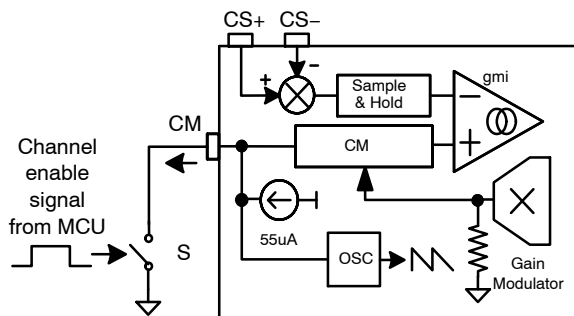 CS+ CS−
+
−
Sample
& Hold
gmi
−
+
CM
CM
Channel
enable
signal
from MCU
S
55uA
OSC
Gain
Modulator